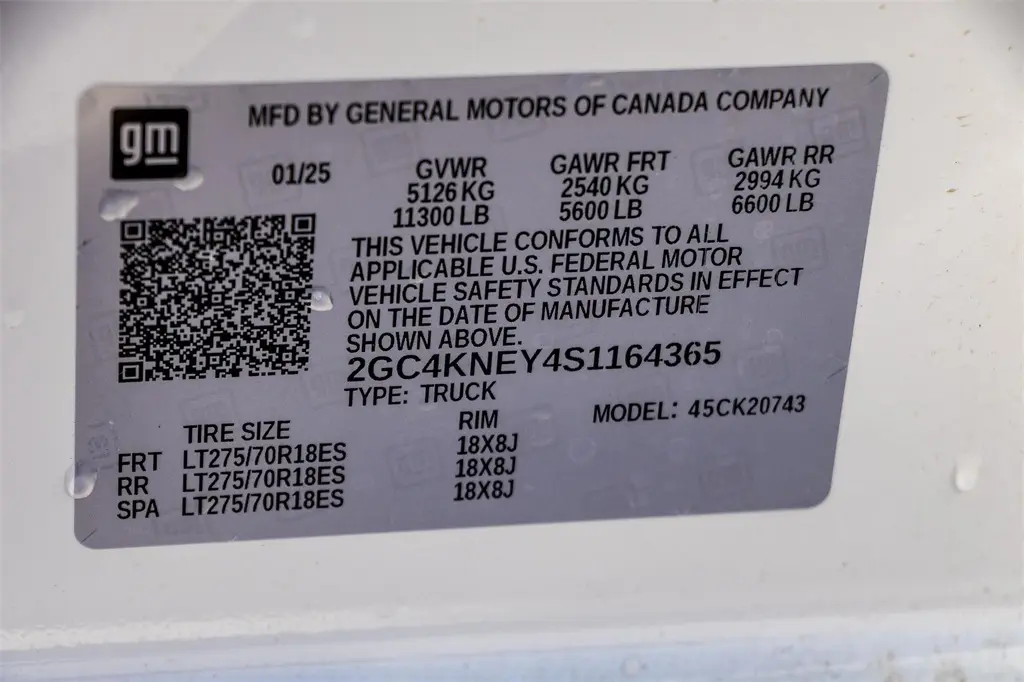 gm
MFD BY GENERAL MOTORS OF CANADA COMPANY
01/25 GVWR GAWR FRT GAWR RR
5126 KG 2540 KG 2994 KG
11300 LB 5600 LB 6600 LB
THIS VEHICLE CONFORMS TO ALL
APPLICABLE U.S. FEDERAL MOTOR
VEHICLE SAFETY STANDARDS IN EFFECT
ON THE DATE OF MANUFACTURE
SHOWN ABOVE.
2GC4KNEY4S1164365
TYPE: TRUCK
MODEL: 45CK20743
TIRE SIZE RIM
FRT LT275/70R18ES 18X8J
RR LT275/70R18ES 18X8J
SPA LT275/70R18ES 18X8J